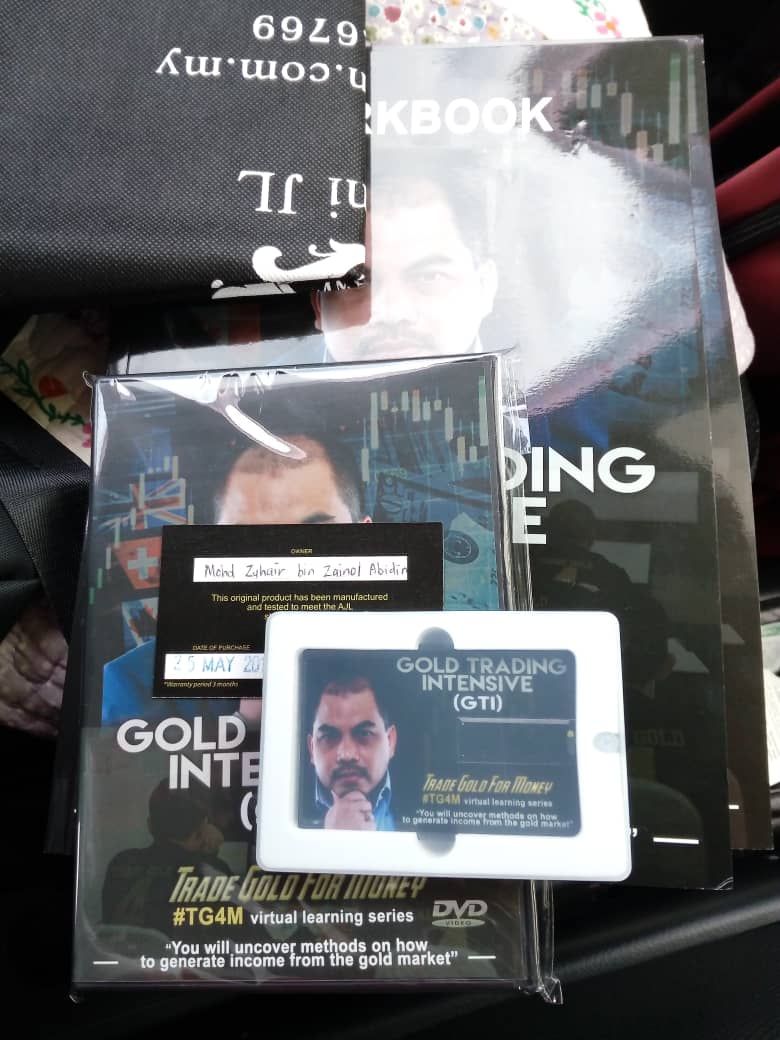 6769
n.com.my
ni JL
KBOOK
DING
E
OWNER
Mohd Zuhair bin Zainol Abidin
This original product has been manufactured
and tested to meet the AJL
DATE OF PURCHASE
25 MAY 201
*Warranty period 3 months
GOLD
INTE
(
TRADE GOLD FOR MONEY
#TG4M virtual learning series
DVD
VIDEO
"You will uncover methods on how
to generate income from the gold market"
GOLD TRADING
INTENSIVE
(GTI)
TRADE GOLD FOR MONEY
#TG4M virtual learning series
"You will uncover methods on how
to generate income from the gold market"
GOLD